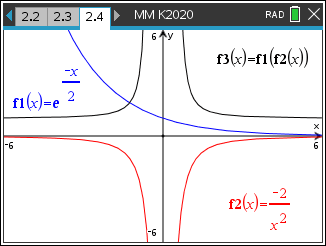 2.2 2.3 2.4 MM K2020 RAD
6 y
f3(x)=f1(f2(x))
f1(x)=e^(-x/2)
x
-6 6
f2(x)=-2/x^2
-6